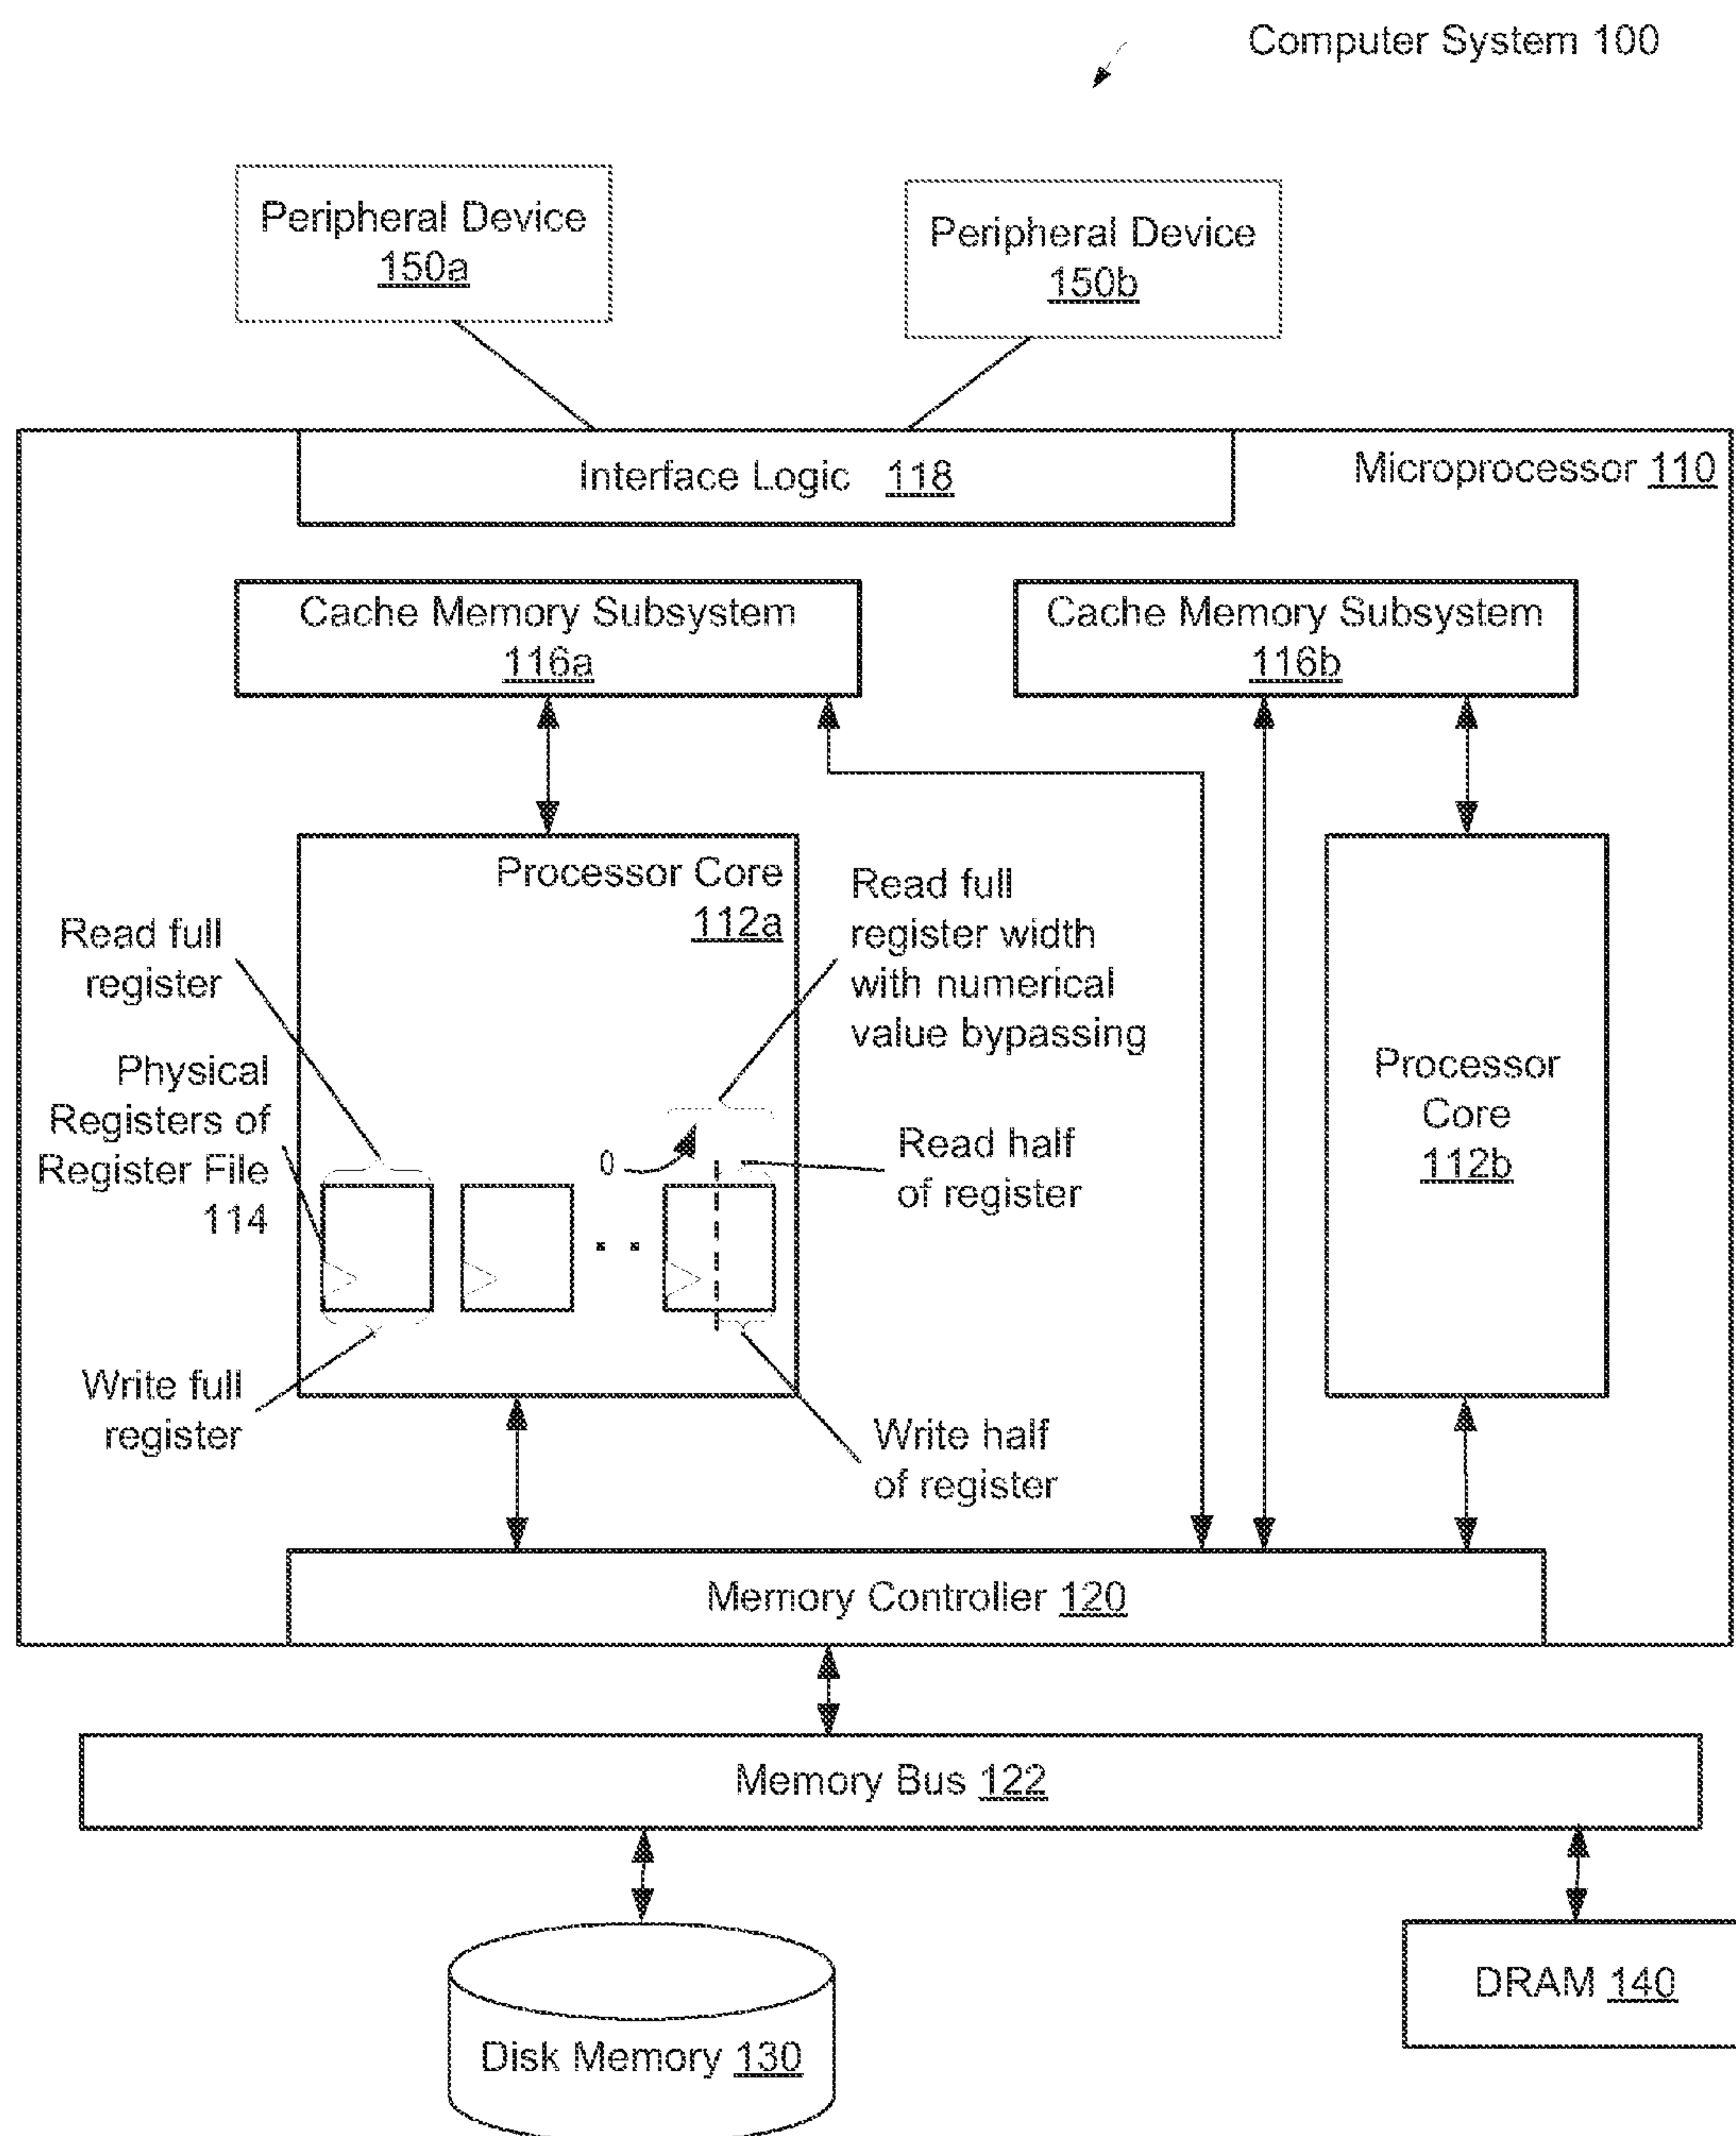 Computer System 100
Peripheral Device
150a
Peripheral Device
150b
Interface Logic 118
Microprocessor 110
Cache Memory Subsystem
116a
Cache Memory Subsystem
116b
Processor Core
112a
Read full
register
Read full
register width
with numerical
value bypassing
Physical
Registers of
Register File
114
0
Read half
of register
Processor
Core
112b
Write full
register
Write half
of register
Memory Controller 120
Memory Bus 122
Disk Memory 130
DRAM 140